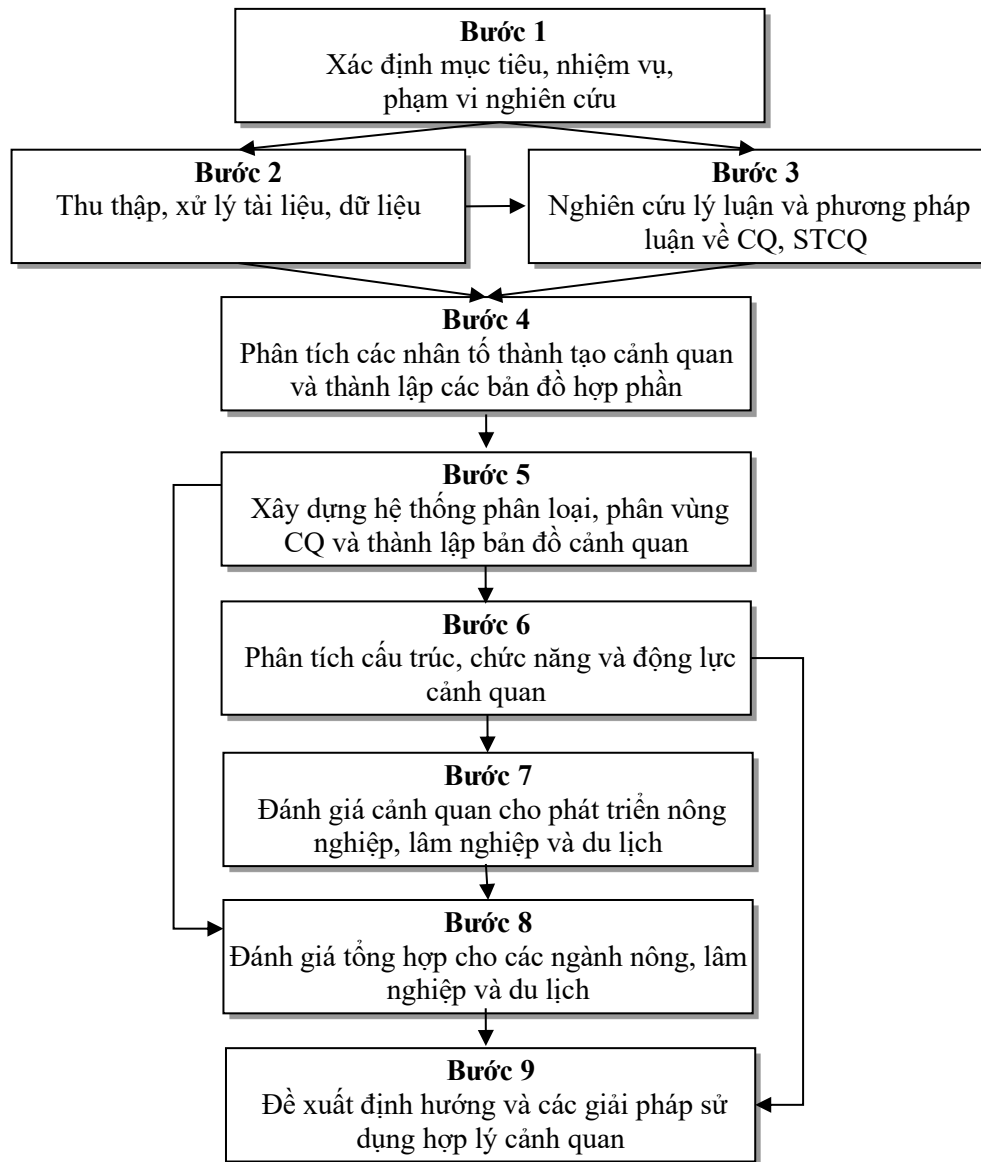 Bước 1
Xác định mục tiêu, nhiệm vụ,
phạm vi nghiên cứu
Bước 2
Thu thập, xử lý tài liệu, dữ liệu
Bước 3
Nghiên cứu lý luận và phương pháp
luận về CQ, STCQ
Bước 4
Phân tích các nhân tố thành tạo cảnh quan
và thành lập các bản đồ hợp phần
Bước 5
Xây dựng hệ thống phân loại, phân vùng
CQ và thành lập bản đồ cảnh quan
Bước 6
Phân tích cấu trúc, chức năng và động lực
cảnh quan
Bước 7
Đánh giá cảnh quan cho phát triển nông
nghiệp, lâm nghiệp và du lịch
Bước 8
Đánh giá tổng hợp cho các ngành nông, lâm
nghiệp và du lịch
Bước 9
Đề xuất định hướng và các giải pháp sử
dụng hợp lý cảnh quan